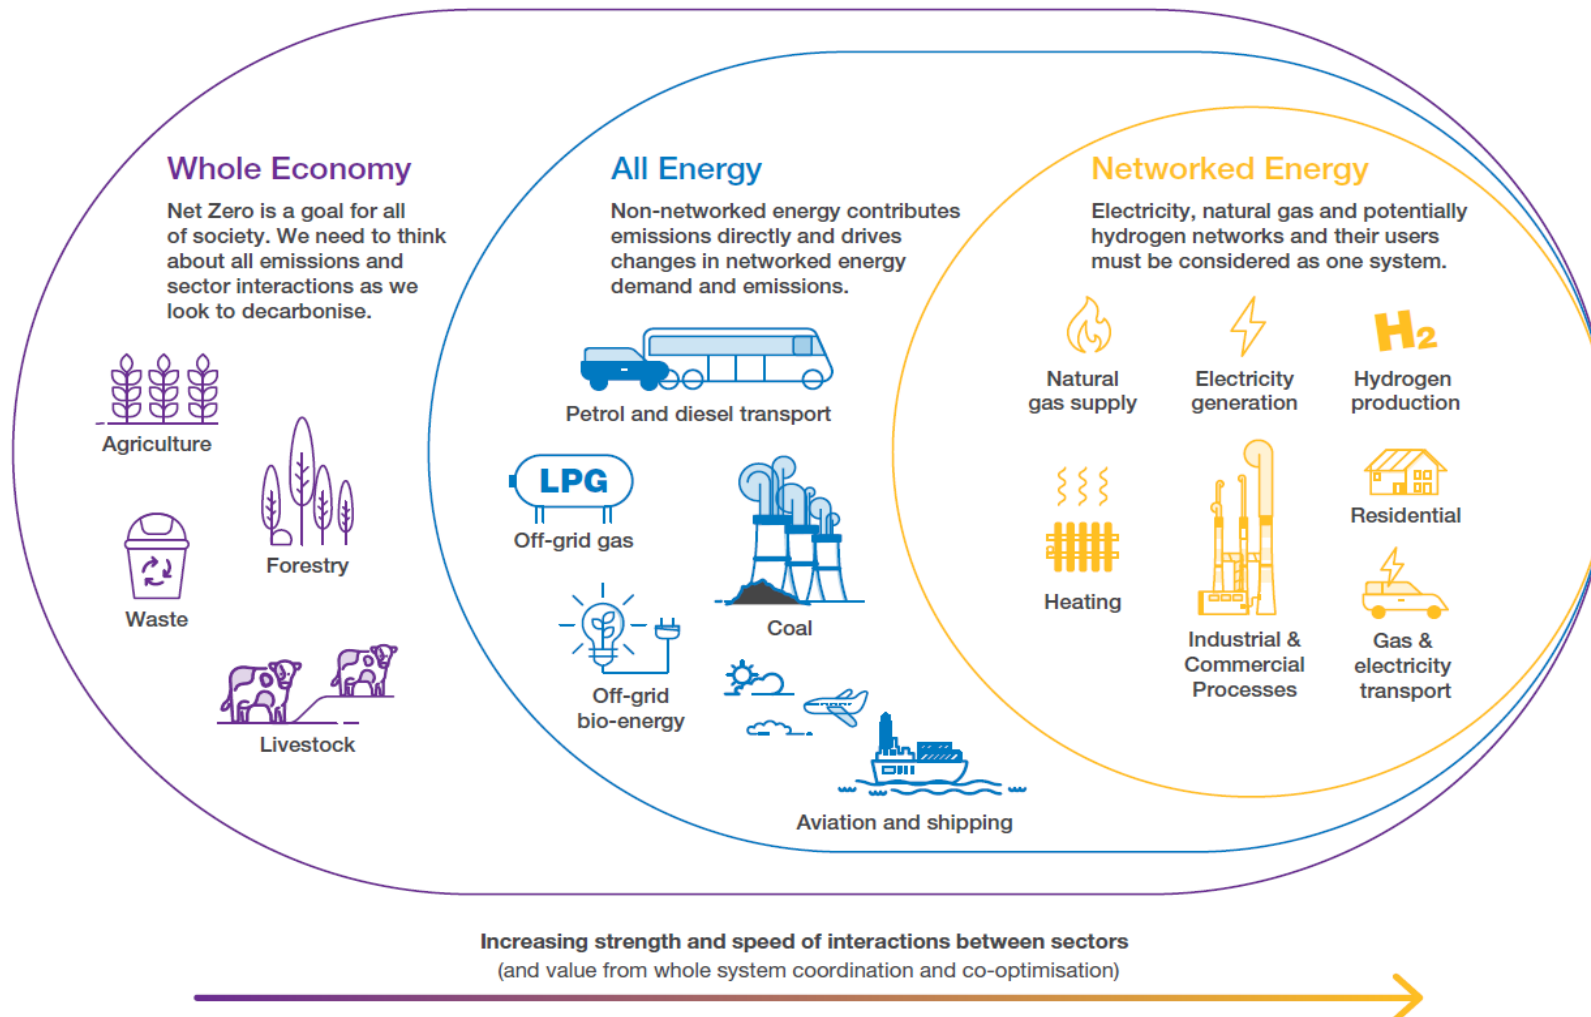 Whole Economy
Net Zero is a goal for all
of society. We need to think
about all emissions and
sector interactions as we
look to decarbonise.
Agriculture
Forestry
Waste
Livestock
All Energy
Non-networked energy contributes
emissions directly and drives
changes in networked energy
demand and emissions.
Petrol and diesel transport
LPG
Off-grid gas
Coal
Off-grid
bio-energy
Aviation and shipping
Networked Energy
Electricity, natural gas and potentially
hydrogen networks and their users
must be considered as one system.
Natural
gas supply
Electricity
generation
H2
Hydrogen
production
Heating
Industrial &
Commercial
Processes
Residential
Gas &
electricity
transport
Increasing strength and speed of interactions between sectors
(and value from whole system coordination and co-optimisation)